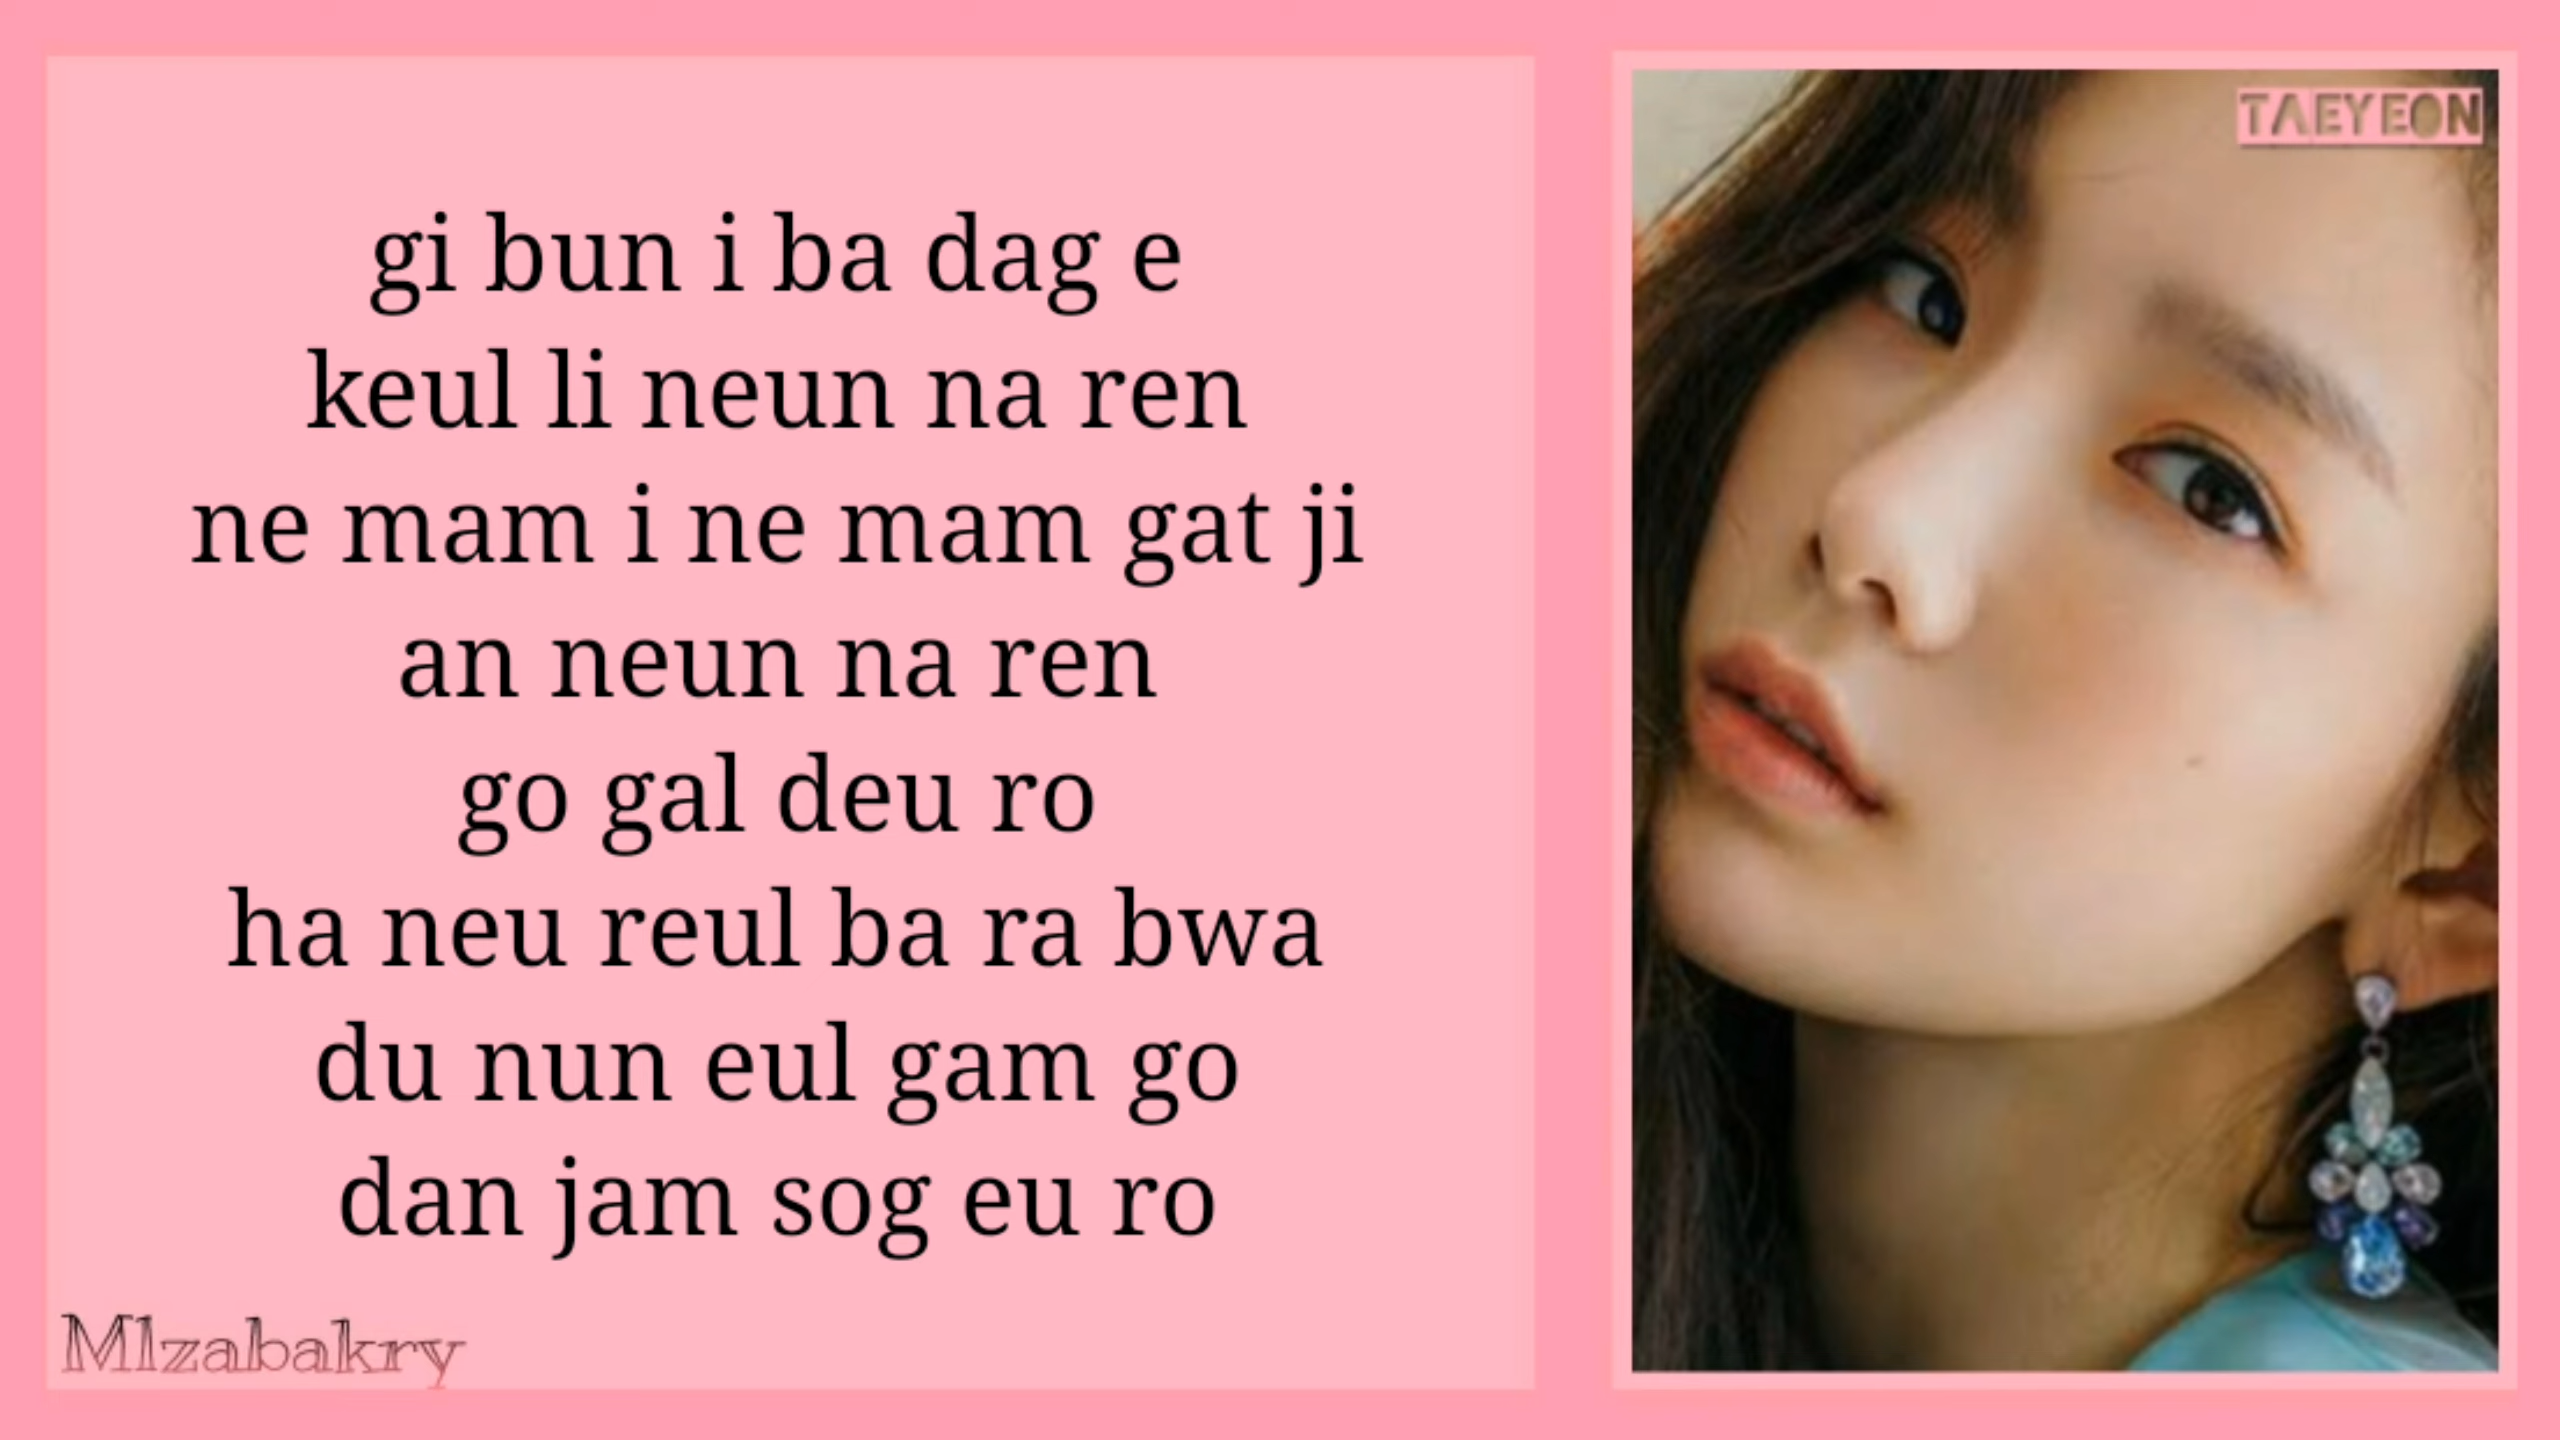 gi bun i ba dag e
keul li neun na ren
ne mam i ne mam gat ji
an neun na ren
go gal deu ro
ha neu reul ba ra bwa
du nun eul gam go
dan jam sog eu ro
M1zabakry
TAEYEON